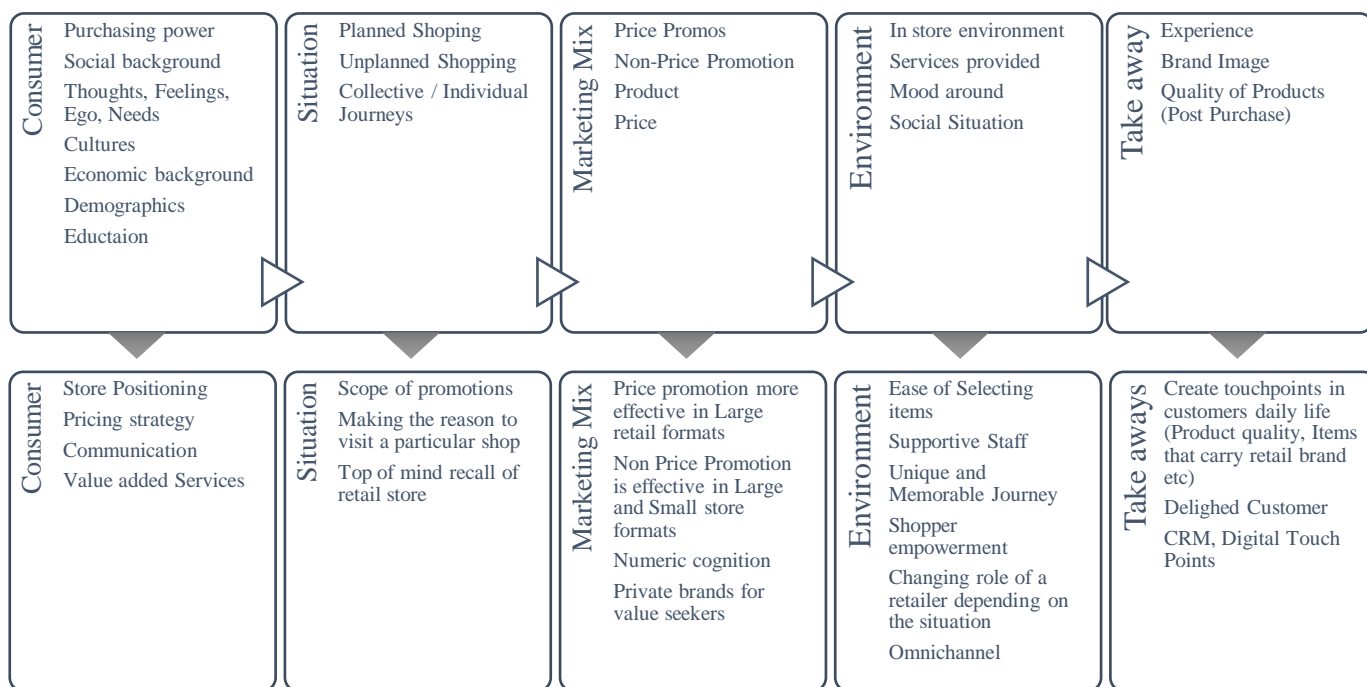 Consumer
Purchasing power
Social background
Thoughts, Feelings,
Ego, Needs
Cultures
Economic background
Demographics
Eductaion
Situation
Planned Shoping
Unplanned Shopping
Collective / Individual
Journeys
Marketing Mix
Price Promos
Non-Price Promotion
Product
Price
Environment
In store environment
Services provided
Mood around
Social Situation
Take away
Experience
Brand Image
Quality of Products
(Post Purchase)
Consumer
Store Positioning
Pricing strategy
Communication
Value added Services
Situation
Scope of promotions
Making the reason to
visit a particular shop
Top of mind recall of
retail store
Marketing Mix
Price promotion more
effective in Large
retail formats
Non Price Promotion
is effective in Large
and Small store
formats
Numeric cognition
Private brands for
value seekers
Environment
Ease of Selecting
items
Supportive Staff
Unique and
Memorable Journey
Shopper
empowerment
Changing role of a
retailer depending on
the situation
Omnichannel
Take aways
Create touchpoints in
customers daily life
(Product quality, Items
that carry retail brand
etc)
Delighed Customer
CRM, Digital Touch
Points